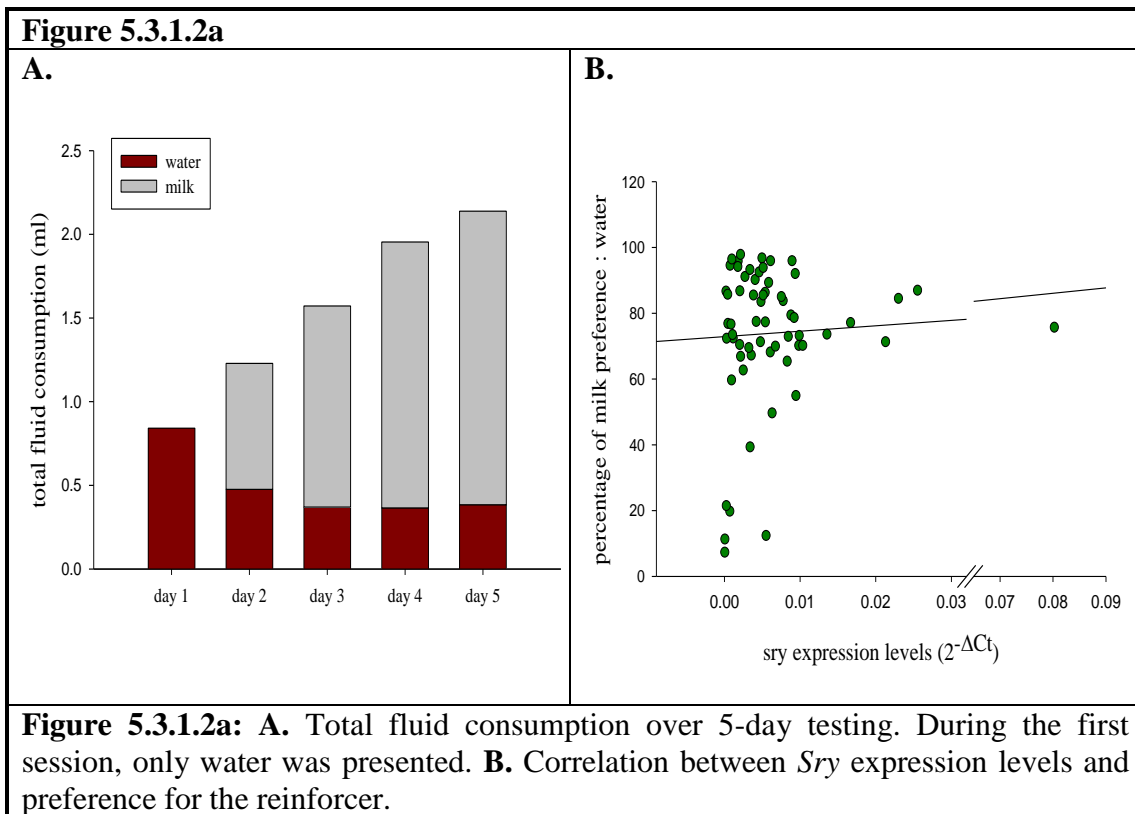 Figure 5.3.1.2a
A.
B.
water
milk
2.5
2.0
1.5
1.0
0.5
0.0
total fluid consumption (ml)
day 1 day 2 day 3 day 4 day 5
120
100
80
60
40
20
0
percentage of milk preference : water
0.00 0.01 0.02 0.03 0.07 0.08 0.09
sry expression levels (2^-ΔCt)
Figure 5.3.1.2a: A. Total fluid consumption over 5-day testing. During the first
session, only water was presented. B. Correlation between Sry expression levels and
preference for the reinforcer.